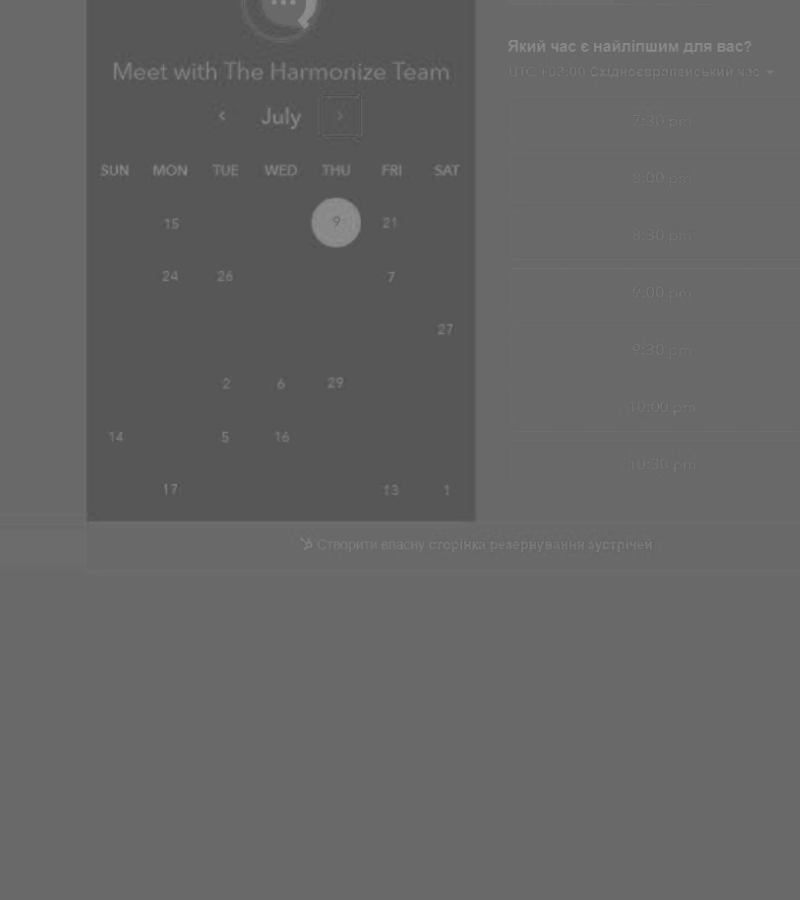 Meet with The Harmonize Team
July
SUN MON TUE WED THU FRI SAT
15 9 21
24 26 7
27
2 6 29
14 5 16
17 13 1
Який час є найліпшим для вас?
UTC +02:00 Східноєвропейський час
7:30 pm
8:00 pm
8:30 pm
9:00 pm
9:30 pm
10:00 pm
10:30 pm
Створити власну сторінка резернування зустрічей